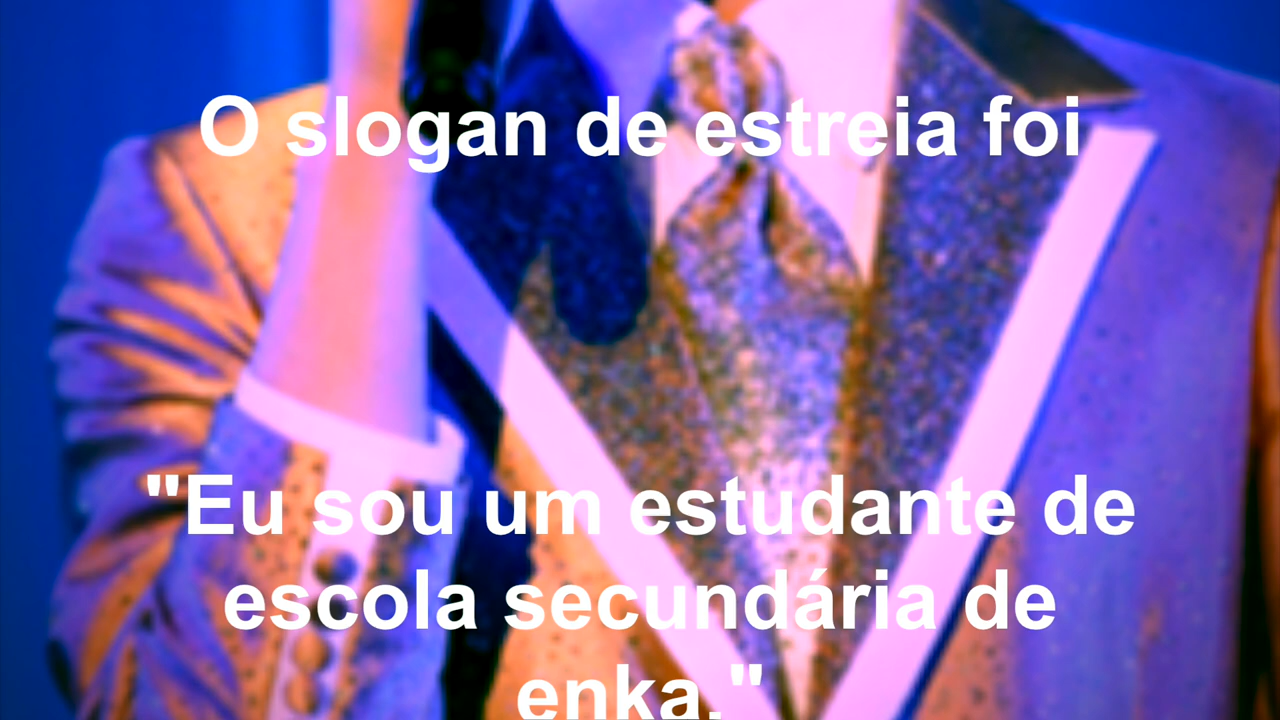 O slogan de estreia foi
"Eu sou um estudante de
escola secundária de
enka."